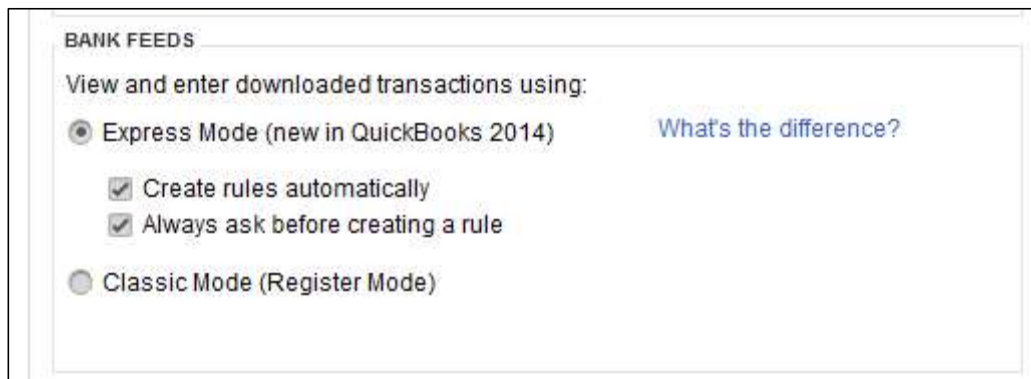 BANK FEEDS
View and enter downloaded transactions using:
Express Mode (new in QuickBooks 2014)
What's the difference?
Create rules automatically
Always ask before creating a rule
Classic Mode (Register Mode)